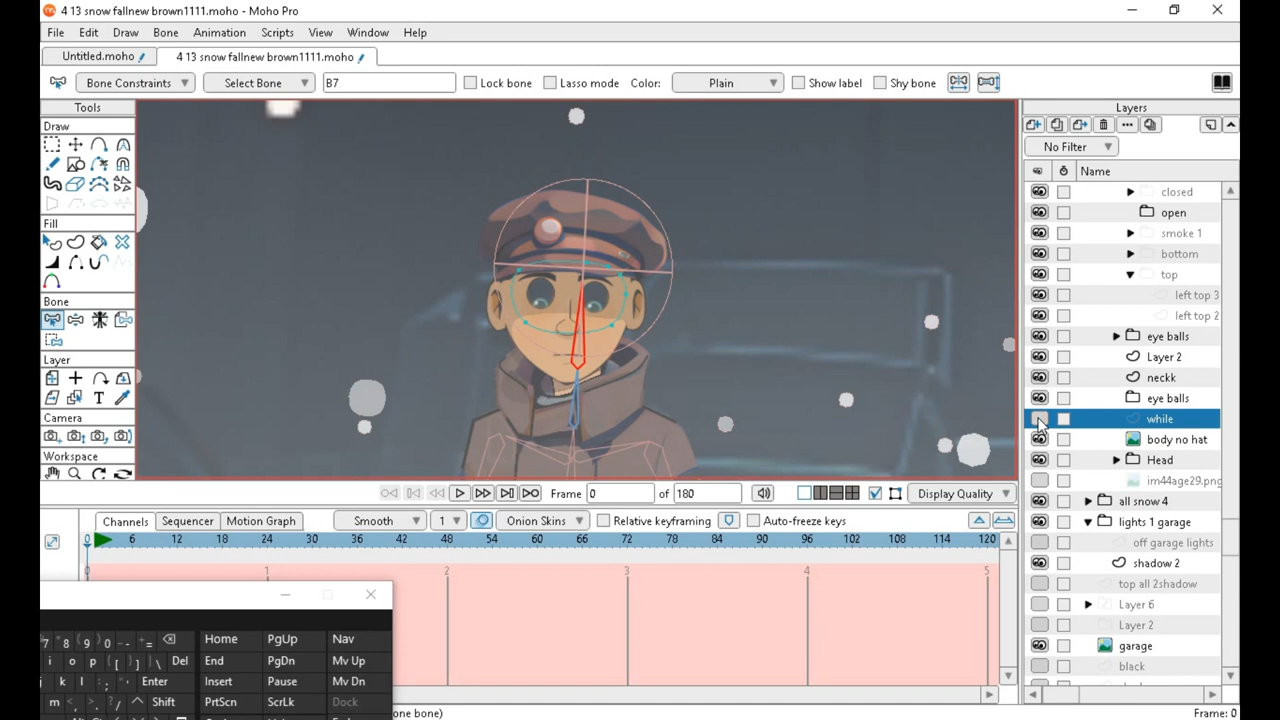 4 13 snow fallnew brown1111.moho - Moho Pro
File Edit Draw Bone Animation Scripts View Window Help
Untitled.moho 4 13 snow fallnew brown1111.moho
Bone Constraints Select Bone B7 Lock bone Lasso mode Color: Plain Show label Shy bone
Tools
Draw
Fill
Bone
Layer
Camera
Workspace
Layers
No Filter
Name
closed
open
smoke 1
bottom
top
left top 3
left top 2
eye balls
Layer 2
neckk
eye balls
while
body no hat
Head
im44age29.png
all snow 4
lights 1 garage
off garage lights
shadow 2
top all 2shadow
Layer 6
Layer 2
garage
black
Frame 0 of 180 Display Quality
Channels Sequencer Motion Graph Smooth 1 Onion Skins Relative keyframing Auto-freeze keys
0 6 12 18 24 30 36 42 48 54 60 66 72 78 84 90 96 102 108 114 120
0 1 2 3 4 5
7 * 8 ( 9 ) 0 - - + = Home PgUp Nav
i o p { [ } ] | \ Del End PgDn Mv Up
k l : ; " ' Enter Insert Pause Mv Dn
m < , > . ? / Shift PrtScn ScrLk Dock
one bone)
Frame: 0